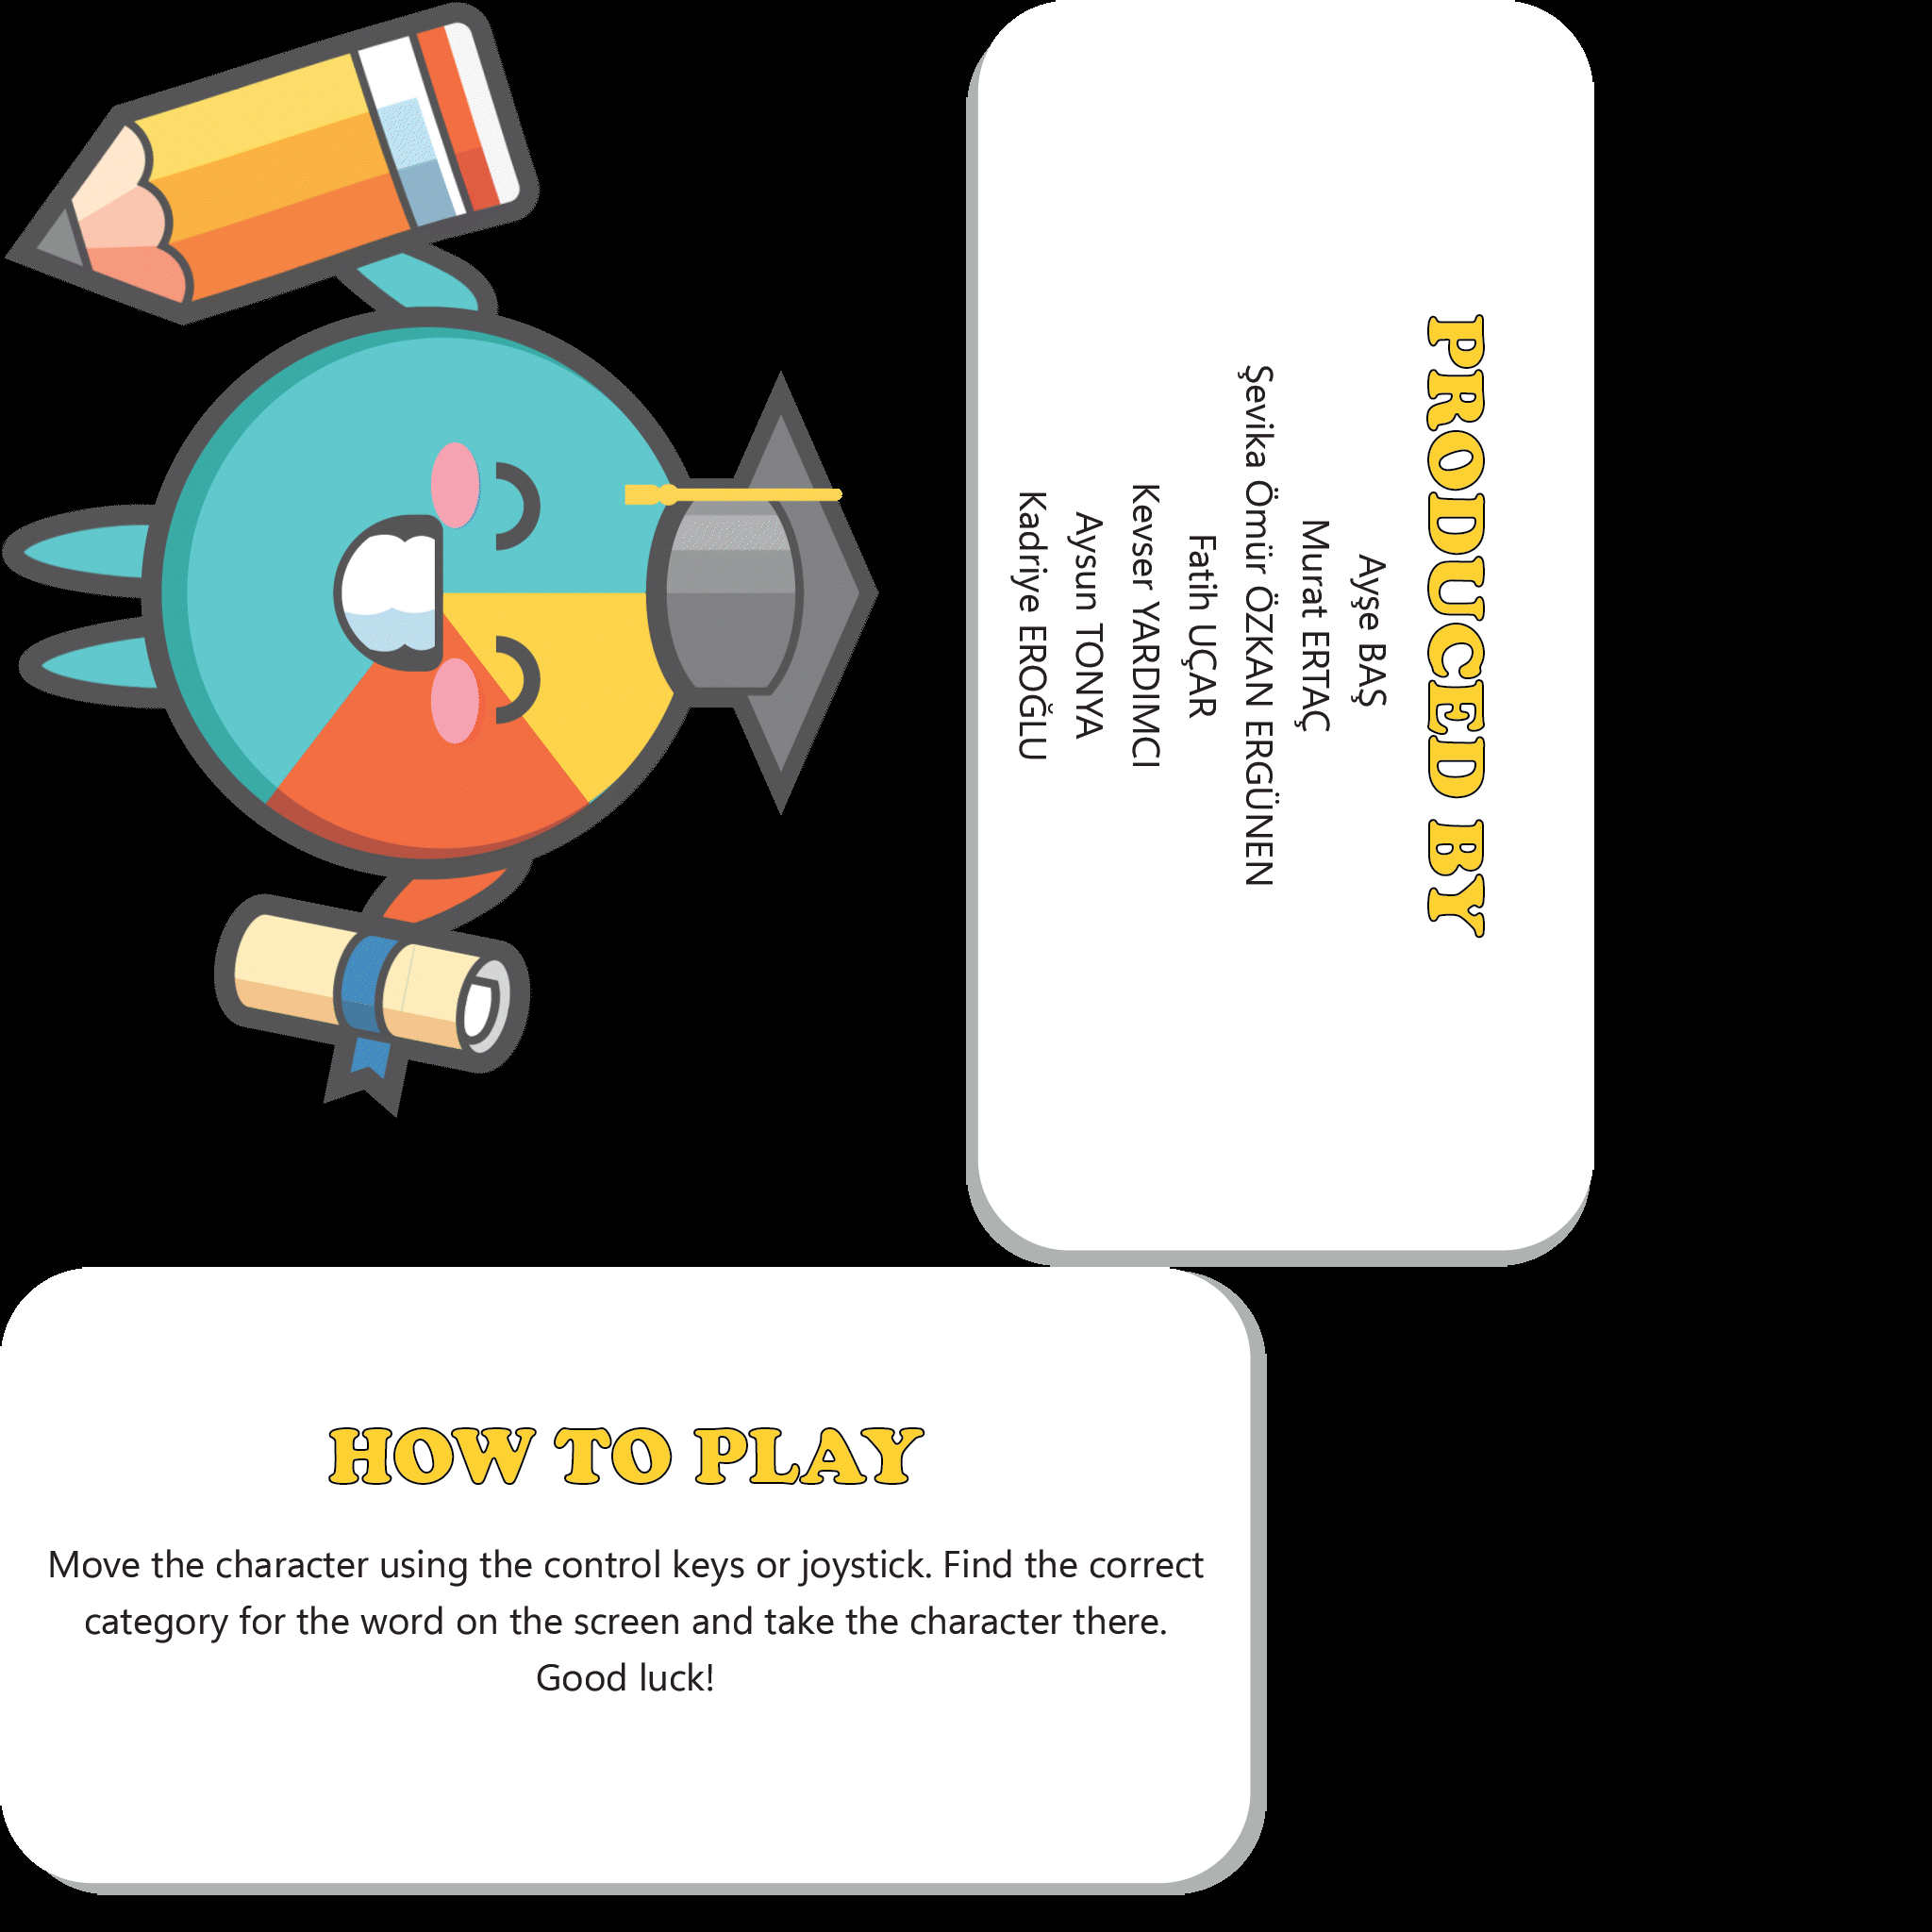 PRODUCED BY
Ayşe BAŞ
Murat ERTAÇ
Şevika Ömür ÖZKAN ERGÜNEN
Fatih UÇAR
Kevser YARDIMCI
Aysun TONYA
Kadriye EROĞLU
HOW TO PLAY
Move the character using the control keys or joystick. Find the correct
category for the word on the screen and take the character there.
Good luck!